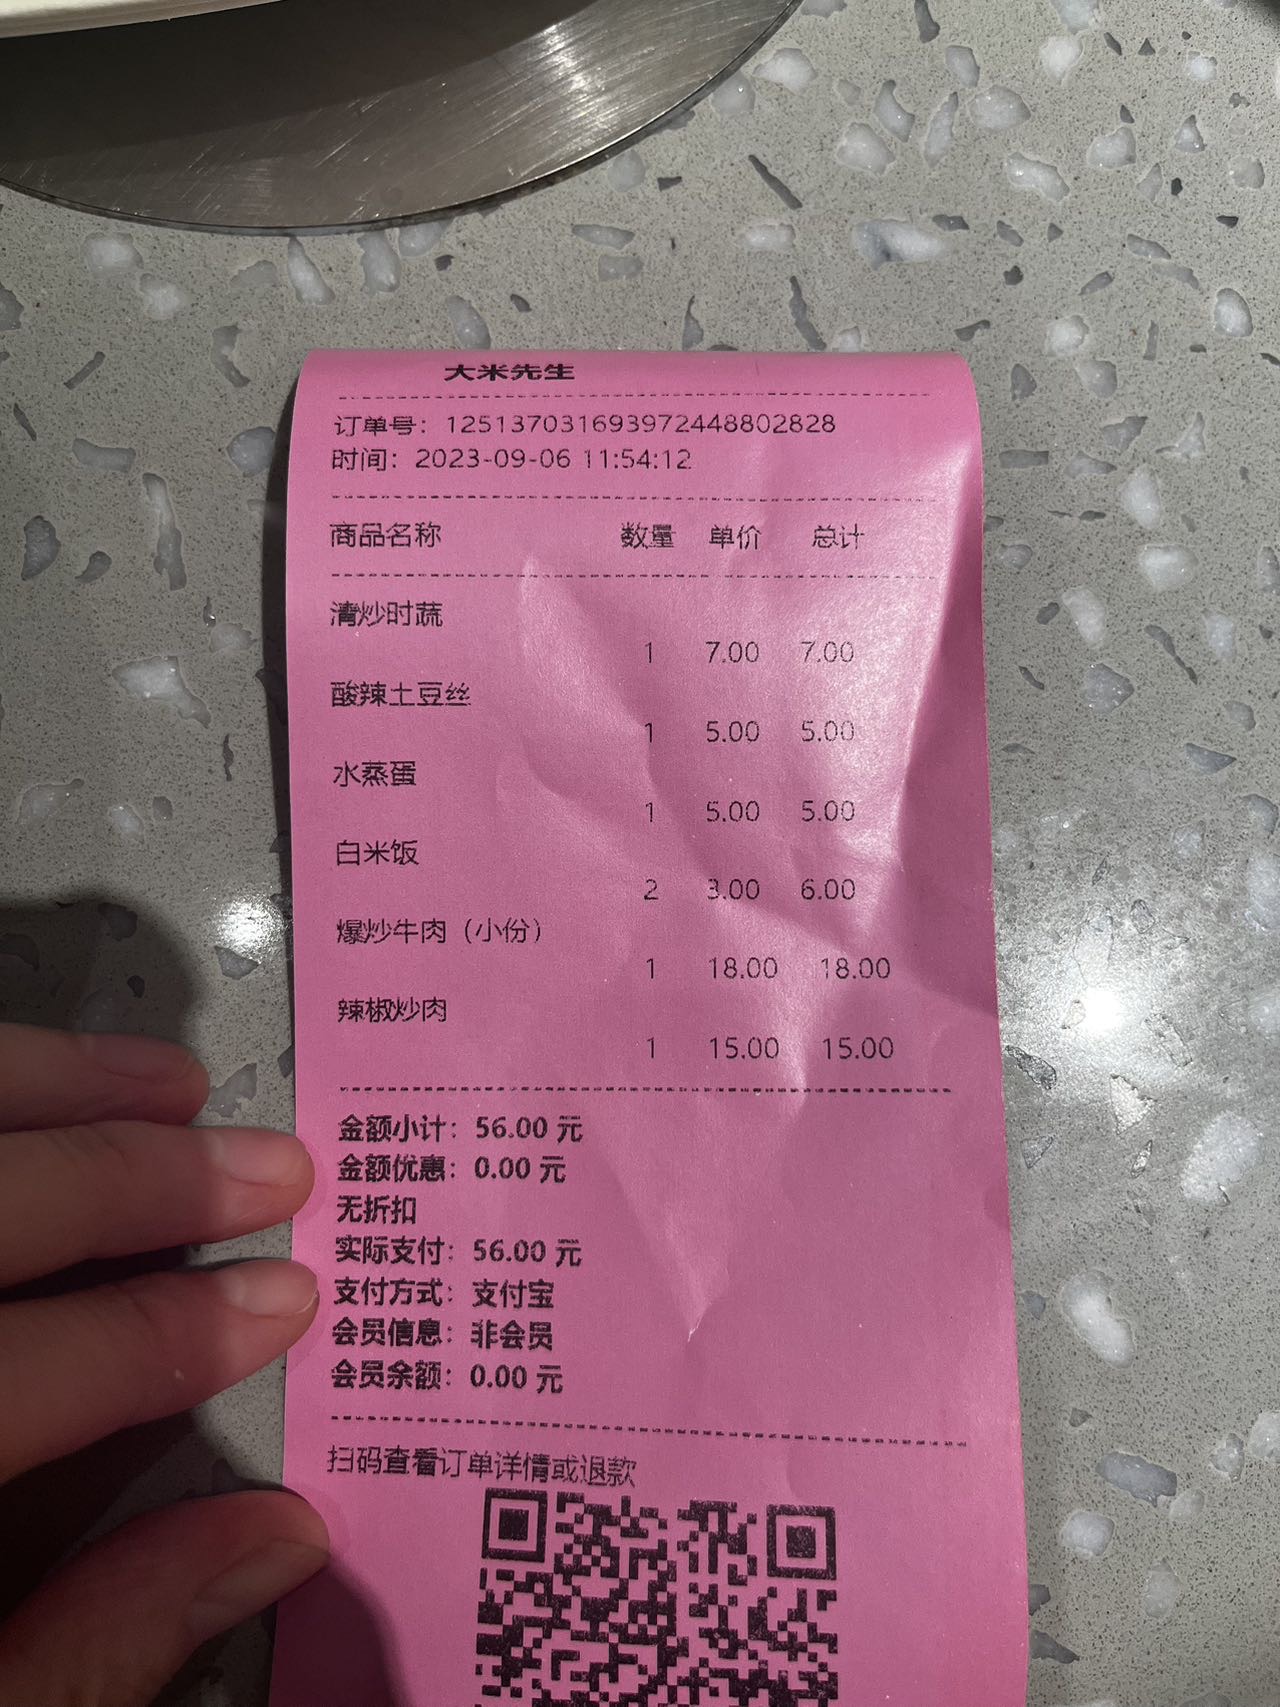 大米先生
订单号：12513703169397244880​2828
时间：2023-09-06 11:54:12
商品名称 数量 单价 总计
清炒时蔬
1 7.00 7.00
酸辣土豆丝
1 5.00 5.00
水蒸蛋
1 5.00 5.00
白米饭
2 3.00 6.00
爆炒牛肉（小份）
1 18.00 18.00
辣椒炒肉
1 15.00 15.00
金额小计：56.00 元
金额优惠：0.00 元
无折扣
实际支付：56.00 元
支付方式：支付宝
会员信息：非会员
会员余额：0.00 元
扫码查看订单详情或退款